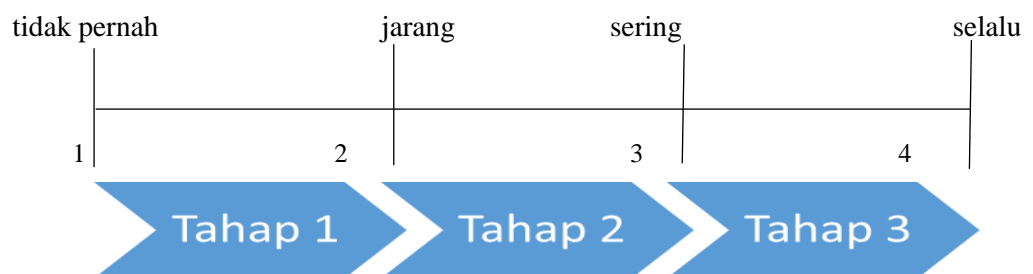 tidak pernah jarang sering selalu
1 2 3 4
Tahap 1 Tahap 2 Tahap 3